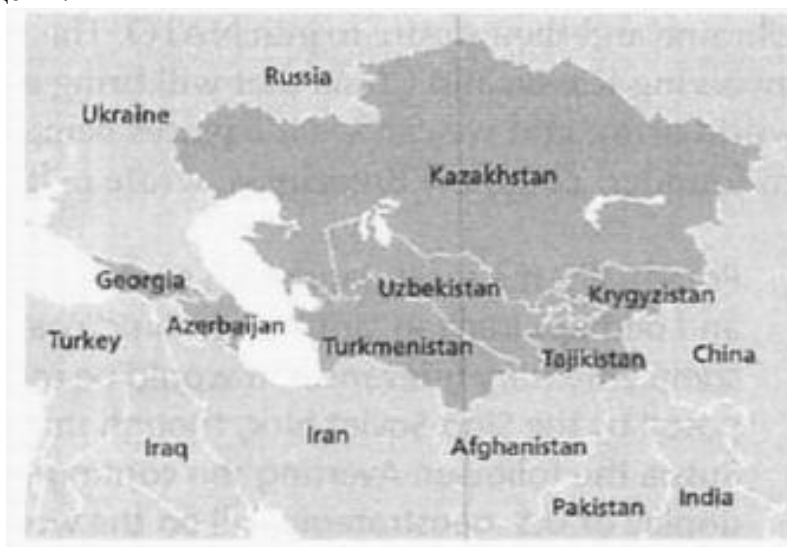 Russia
Ukraine
Kazakhstan
Georgia
Uzbekistan
Krygyzistan
Azerbaijan
Turkey
Turkmenistan
Tajikistan
China
Iraq
Iran
Afghanistan
Pakistan
India